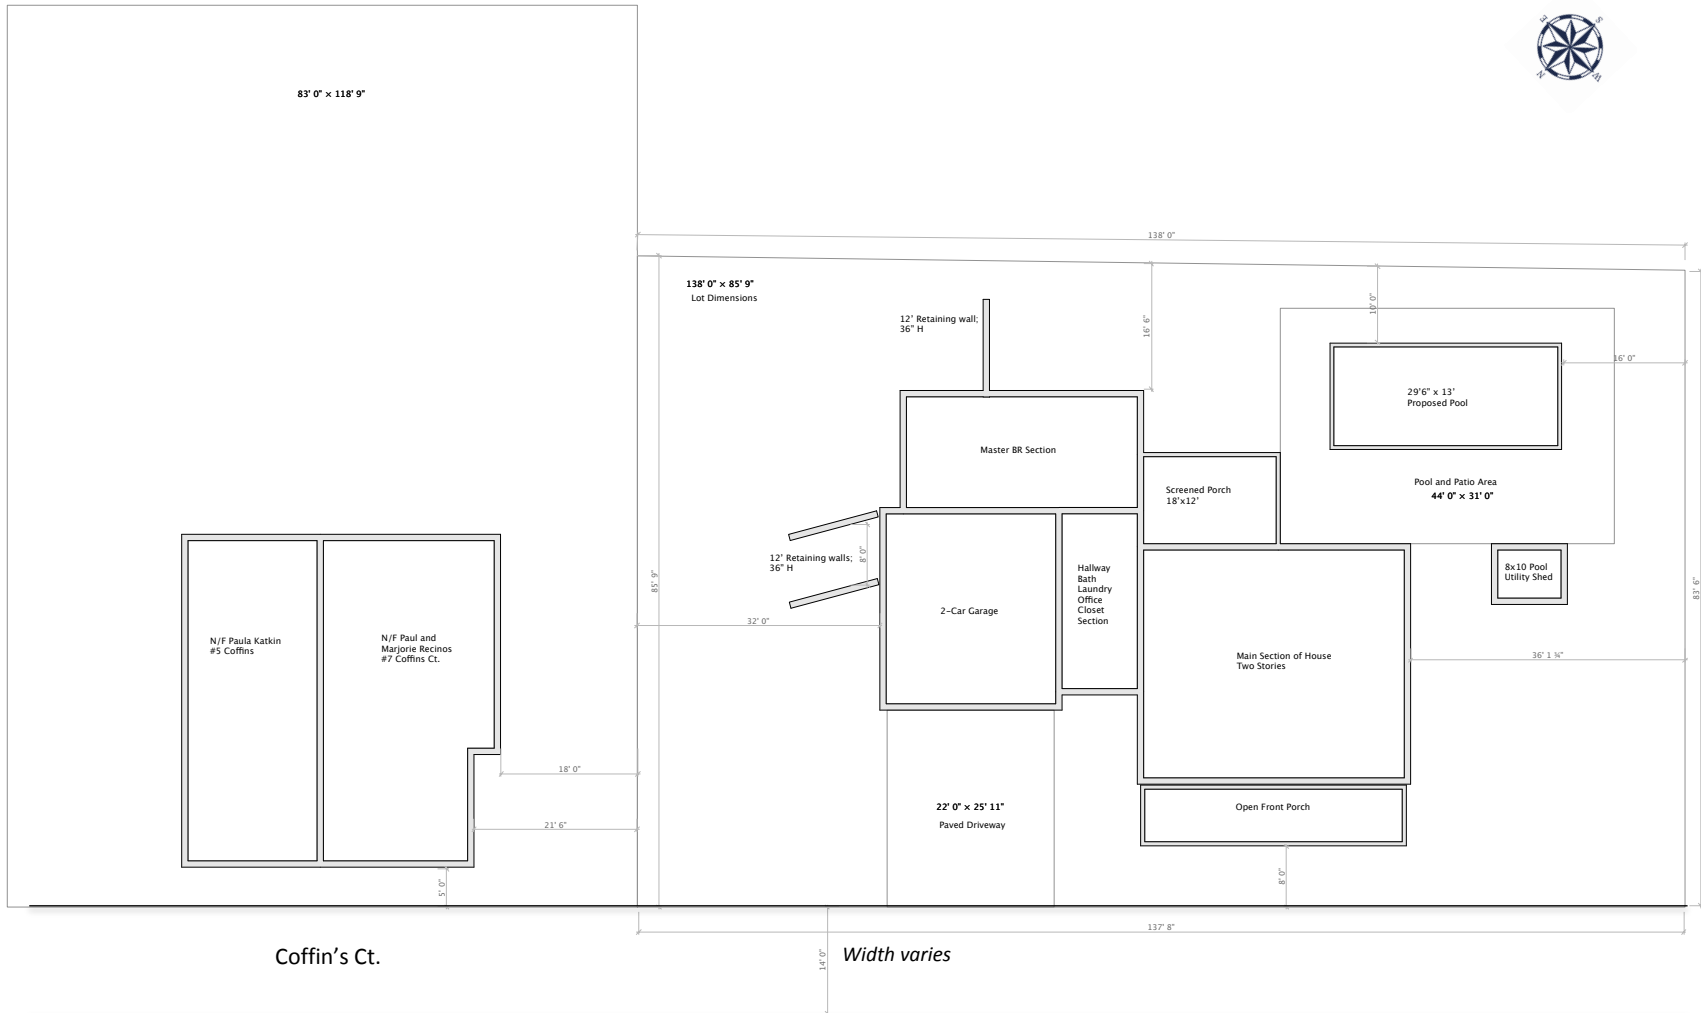 E
S
N
W
83' 0" × 118' 9"
138' 0"
138' 0" × 85' 9"
Lot Dimensions
12' Retaining wall;
36" H
16' 6"
10' 0"
16' 0"
29'6" x 13'
Proposed Pool
Master BR Section
Pool and Patio Area
44' 0" × 31' 0"
Screened Porch
18'x12'
12' Retaining walls;
36" H
8' 0"
85' 9"
83' 6"
Hallway
Bath
Laundry
Office
Closet
Section
8x10 Pool
Utility Shed
2-Car Garage
32' 0"
N/F Paula Katkin
#5 Coffins
N/F Paul and
Marjorie Recinos
#7 Coffins Ct.
Main Section of House
Two Stories
36' 1 ¾"
18' 0"
22' 0" × 25' 11"
Paved Driveway
Open Front Porch
21' 6"
5' 0"
8' 0"
137' 8"
Coffin's Ct.
14' 0"
Width varies